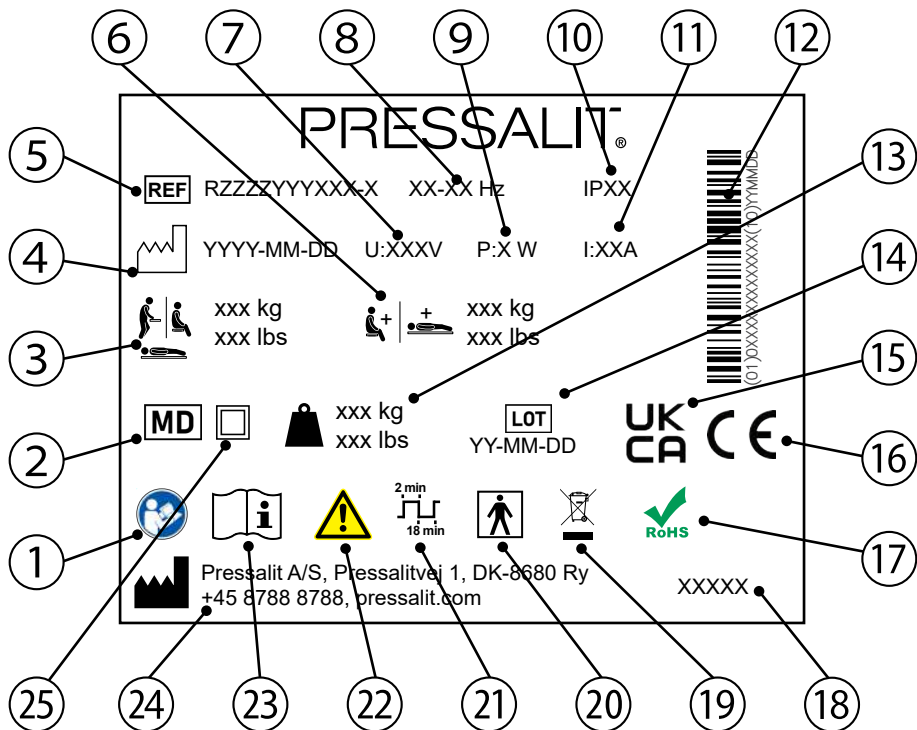 6 7 8 9 10 11 12
PRESSALIT®
5 REF RZZZZYYYXXX-X XX-XX Hz IPXX
13
4 YYYY-MM-DD U:XXXV P:X W I:XXA
14
xxx kg xxx kg
xxx lbs xxx lbs
3
(01)0XXXXXXXXXXXXX(10)YYMMDD
15
2 MD xxx kg LOT UK CA CE
xxx lbs YY-MM-DD
16
2 min
18 min
1 RoHS 17
Pressalit A/S, Pressalitvej 1, DK-8680 Ry
+45 8788 8788, pressalit.com XXXXX
25 24 23 22 21 20 19 18